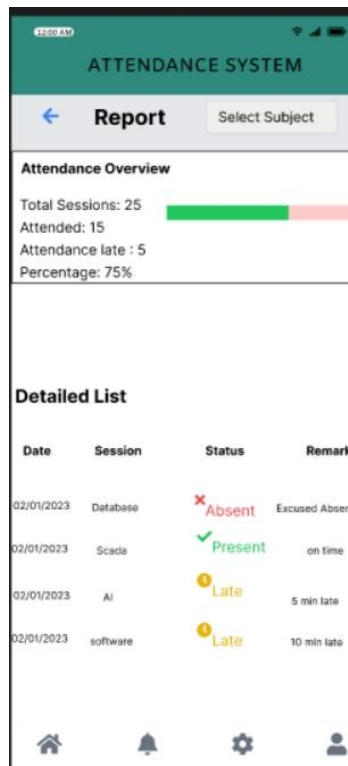 12:00 AM
ATTENDANCE SYSTEM
Report
Select Subject
Attendance Overview
Total Sessions: 25
Attended: 15
Attendance late : 5
Percentage: 75%
Detailed List
Date Session Status Remark
02/01/2023 Database Absent Excused Absen
02/01/2023 Scada Present on time
02/01/2023 AI Late 5 min late
02/01/2023 software Late 10 min late